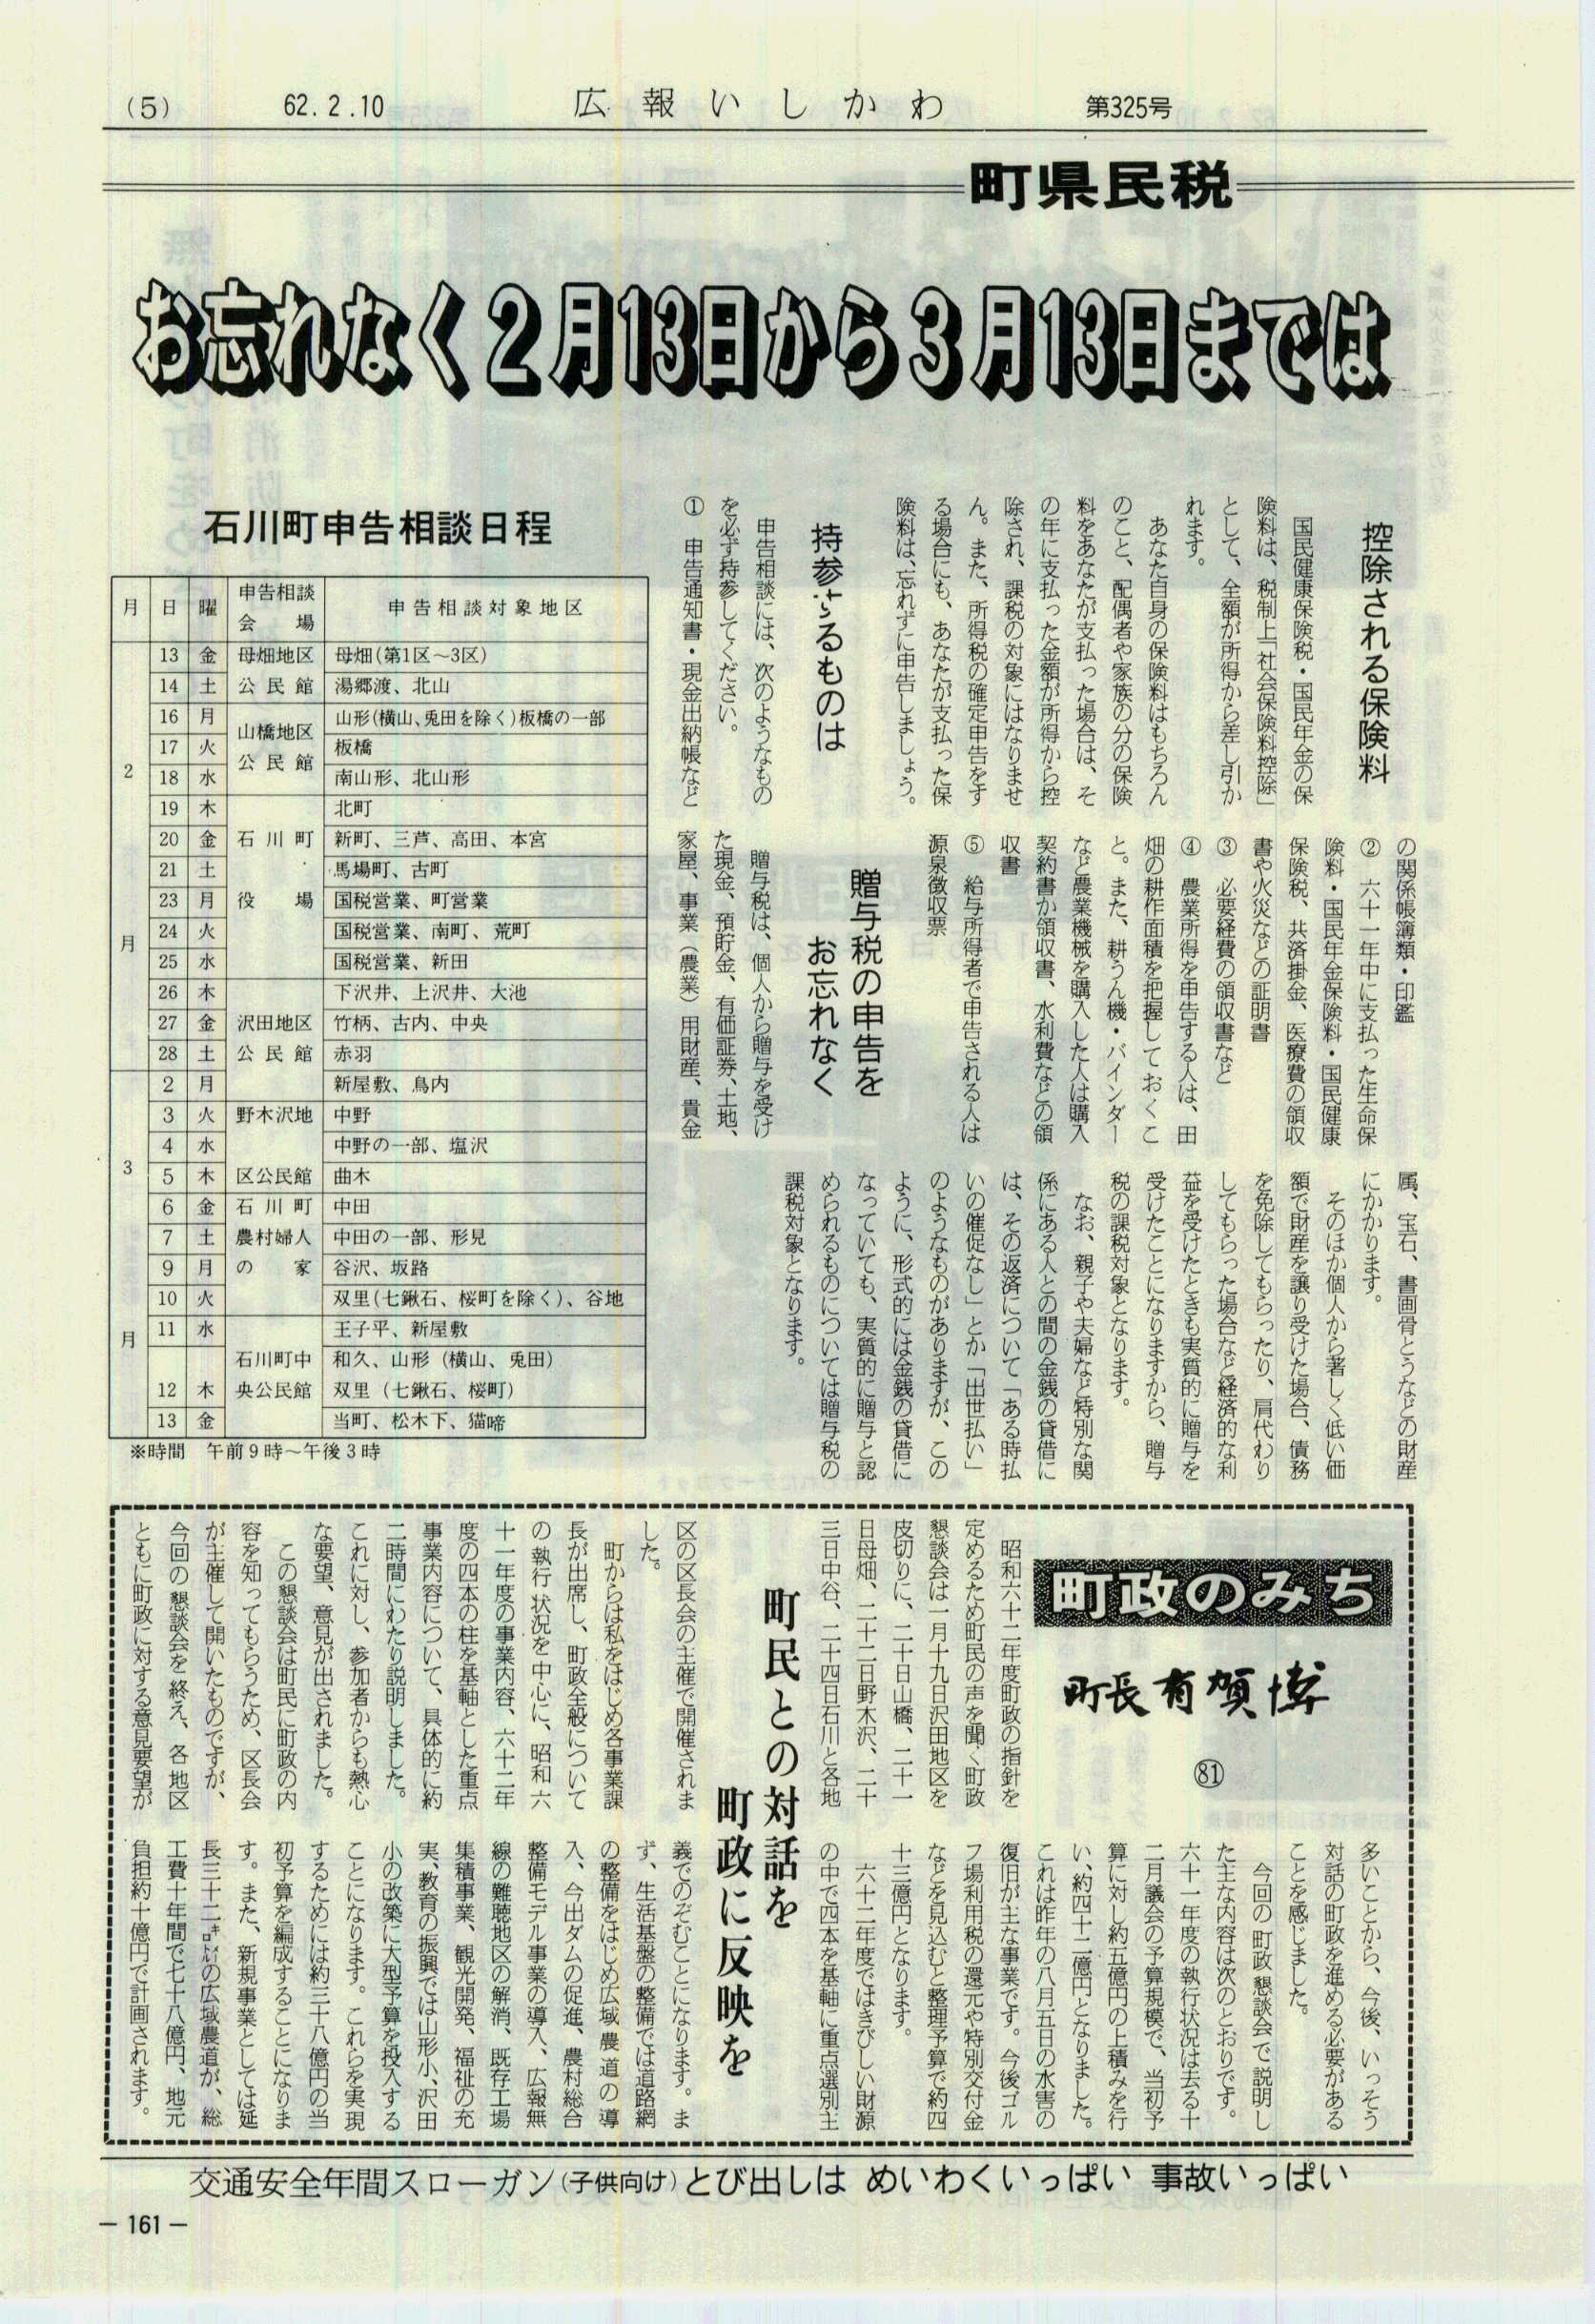 (5)　62.2.10　広報いしかわ　第325号
町県民税
お忘れなく2月13日から3月13日までは
控除される保険料
国民健康保険税・国民年金の保
険料は、税制上「社会保険料控除」
として、全額が所得から差し引か
れます。
あなた自身の保険料はもちろん
のこと、配偶者や家族の分の保険
料をあなたが支払った場合は、そ
の年に支払った金額が所得から控
除され、課税の対象にはなりませ
ん。また、所得税の確定申告をす
る場合にも、あなたが支払った保
険料は、忘れずに申告しましょう。
持参するものは
申告相談には、次のようなもの
を必ず持参してください。
①　申告通知書・現金出納帳など
の関係帳簿類・印鑑
②　六十一年中に支払った生命保
険料・国民年金保険料・国民健康
保険税、共済掛金、医療費の領収
書や火災などの証明書
③　必要経費の領収書など
④　農業所得を申告する人は、田
畑の耕作面積を把握しておくこ
と。また、耕うん機・バインダー
など農業機械を購入した人は購入
契約書か領収書、水利費などの領
収書
⑤　給与所得者で申告される人は
源泉徴収票
贈与税の申告を
お忘れなく
贈与税は、個人から贈与を受け
た現金、預貯金、有価証券、土地、
家屋、事業（農業）用財産、貴金
属、宝石、書画骨とうなどの財産
にかかります。
そのほか個人から著しく低い価
額で財産を譲り受けた場合、債務
を免除してもらったり、肩代わり
してもらった場合など経済的な利
益を受けたときも実質的に贈与を
受けたことになりますから、贈与
税の課税対象となります。
なお、親子や夫婦など特別な関
係にある人との間の金銭の貸借に
は、その返済について「ある時払
いの催促なし」とか「出世払い」
のようなものがありますが、この
ように、形式的には金銭の貸借に
なっていても、実質的に贈与と認
められるものについては贈与税の
課税対象となります。
石川町申告相談日程
月　日　曜　申告相談会場　申告相談対象地区
2月　13　金　母畑地区　母畑(第1区～3区)
14　土　公民館　湯郷渡、北山
16　月　山橋地区　山形(横山、兎田を除く)板橋の一部
17　火　公民館　板橋
18　水　南山形、北山形
19　木　北町
20　金　石川町　新町、三芦、高田、本宮
21　土　馬場町、古町
23　月　役場　国税営業、町営業
24　火　国税営業、南町、荒町
25　水　国税営業、新田
26　木　下沢井、上沢井、大池
27　金　沢田地区　竹柄、古内、中央
28　土　公民館　赤羽
3月　2　月　新屋敷、鳥内
3　火　野木沢地　中野
4　水　中野の一部、塩沢
5　木　区公民館　曲木
6　金　石川町　中田
7　土　農村婦人　中田の一部、形見
9　月　の家　谷沢、坂路
10　火　双里(七鍬石、桜町を除く)、谷地
11　水　王子平、新屋敷
石川町中　和久、山形（横山、兎田）
12　木　央公民館　双里（七鍬石、桜町）
13　金　当町、松木下、猫啼
※時間　午前9時～午後3時
町政のみち
町長 有賀 博
㊶
町民との対話を
町政に反映を
昭和六十二年度町政の指針を
定めるため町民の声を聞く町政
懇談会は一月十九日沢田地区を
皮切りに、二十日山橋、二十一
日母畑、二十二日野木沢、二十
三日中谷、二十四日石川と各地
区の区長会の主催で開催されま
した。
町からは私をはじめ各事業課
長が出席し、町政全般について
の執行状況を中心に、昭和六
十一年度の事業内容、六十二年
度の四本の柱を基軸とした重点
事業内容について、具体的に約
二時間にわたり説明しました。
これに対し、参加者からも熱心
な要望、意見が出されました。
この懇談会は町民に町政の内
容を知ってもらうため、区長会
が主催して開いたものですが、
今回の懇談会を終え、各地区
ともに町政に対する意見要望が
多いことから、今後、いっそう
対話の町政を進める必要がある
ことを感じました。
今回の町政懇談会で説明し
た主な内容は次のとおりです。
六十一年度の執行状況は去る十
二月議会の予算規模で、当初予
算に対し約五億円の上積みを行
い、約四十二億円となりました。
これは昨年の八月五日の水害の
復旧が主な事業です。今後ゴル
フ場利用税の還元や特別交付金
などを見込むと整理予算で約四
十三億円となります。
六十二年度ではきびしい財源
の中で四本を基軸に重点選別主
義でのぞむことになります。ま
ず、生活基盤の整備では道路網
の整備をはじめ広域農道の導
入、今出ダムの促進、農村総合
整備モデル事業の導入、広報無
線の難聴地区の解消、既存工場
集積事業、観光開発、福祉の充
実、教育の振興では山形小、沢田
小の改築に大型予算を投入する
ことになります。これらを実現
するためには約三十八億円の当
初予算を編成することになりま
す。また、新規事業としては延
長三十二㌔㍍の広域農道が、総
工費十年間で七十八億円、地元
負担約十億円で計画されます。
交通安全年間スローガン(子供向け)とび出しは めいわくいっぱい 事故いっぱい
－161－